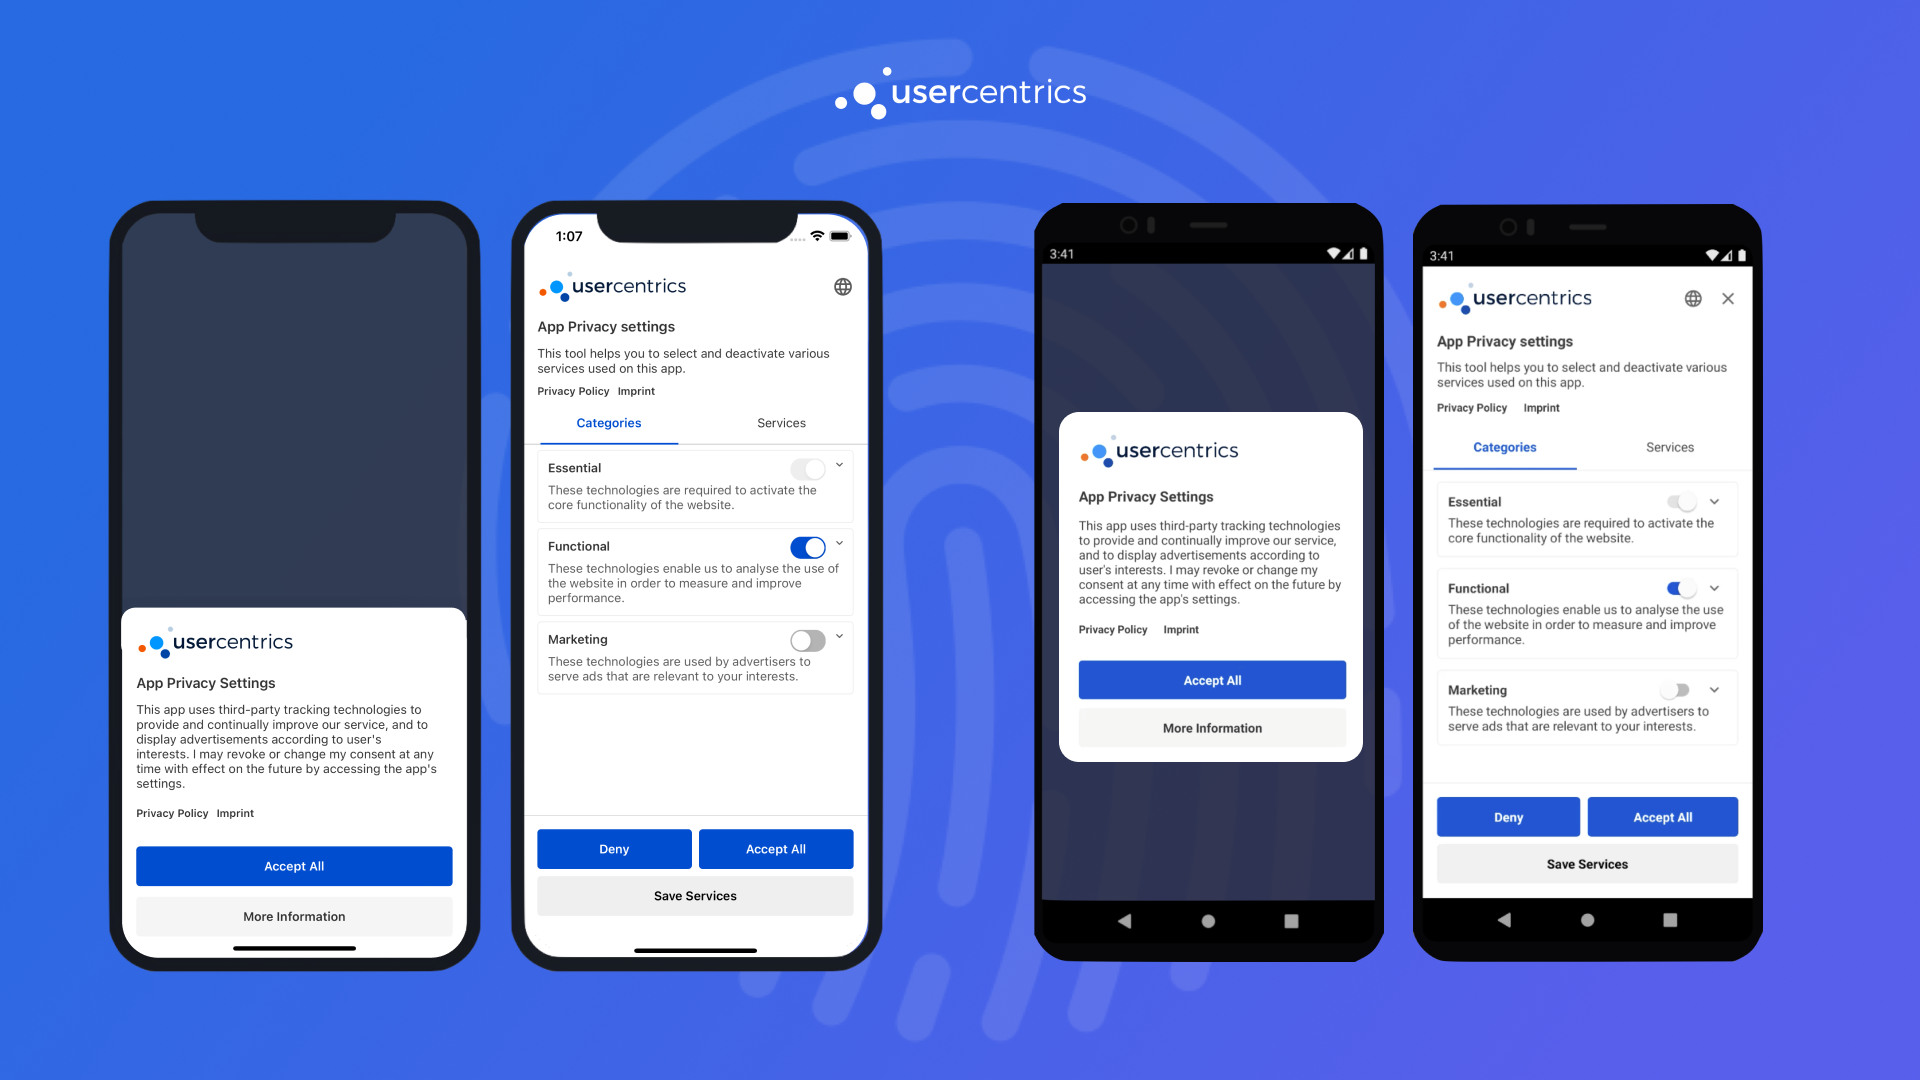 usercentrics
usercentrics
App Privacy Settings
This app uses third-party tracking technologies to
provide and continually improve our service, and to
display advertisements according to user's
interests. I may revoke or change my consent at any
time with effect on the future by accessing the app's
settings.
Privacy Policy Imprint
Accept All
More Information
1:07
usercentrics
App Privacy settings
This tool helps you to select and deactivate various
services used on this app.
Privacy Policy Imprint
Categories Services
Essential
These technologies are required to activate the
core functionality of the website.
Functional
These technologies enable us to analyse the use of
the website in order to measure and improve
performance.
Marketing
These technologies are used by advertisers to
serve ads that are relevant to your interests.
Deny Accept All
Save Services
3:41
usercentrics
App Privacy Settings
This app uses third-party tracking technologies
to provide and continually improve our service,
and to display advertisements according to
user's interests. I may revoke or change my
consent at any time with effect on the future by
accessing the app's settings.
Privacy Policy Imprint
Accept All
More Information
3:41
usercentrics
App Privacy settings
This tool helps you to select and deactivate various
services used on this app.
Privacy Policy Imprint
Categories Services
Essential
These technologies are required to activate the
core functionality of the website.
Functional
These technologies enable us to analyse the use
of the website in order to measure and improve
performance.
Marketing
These technologies are used by advertisers to
serve ads that are relevant to your interests.
Deny Accept All
Save Services